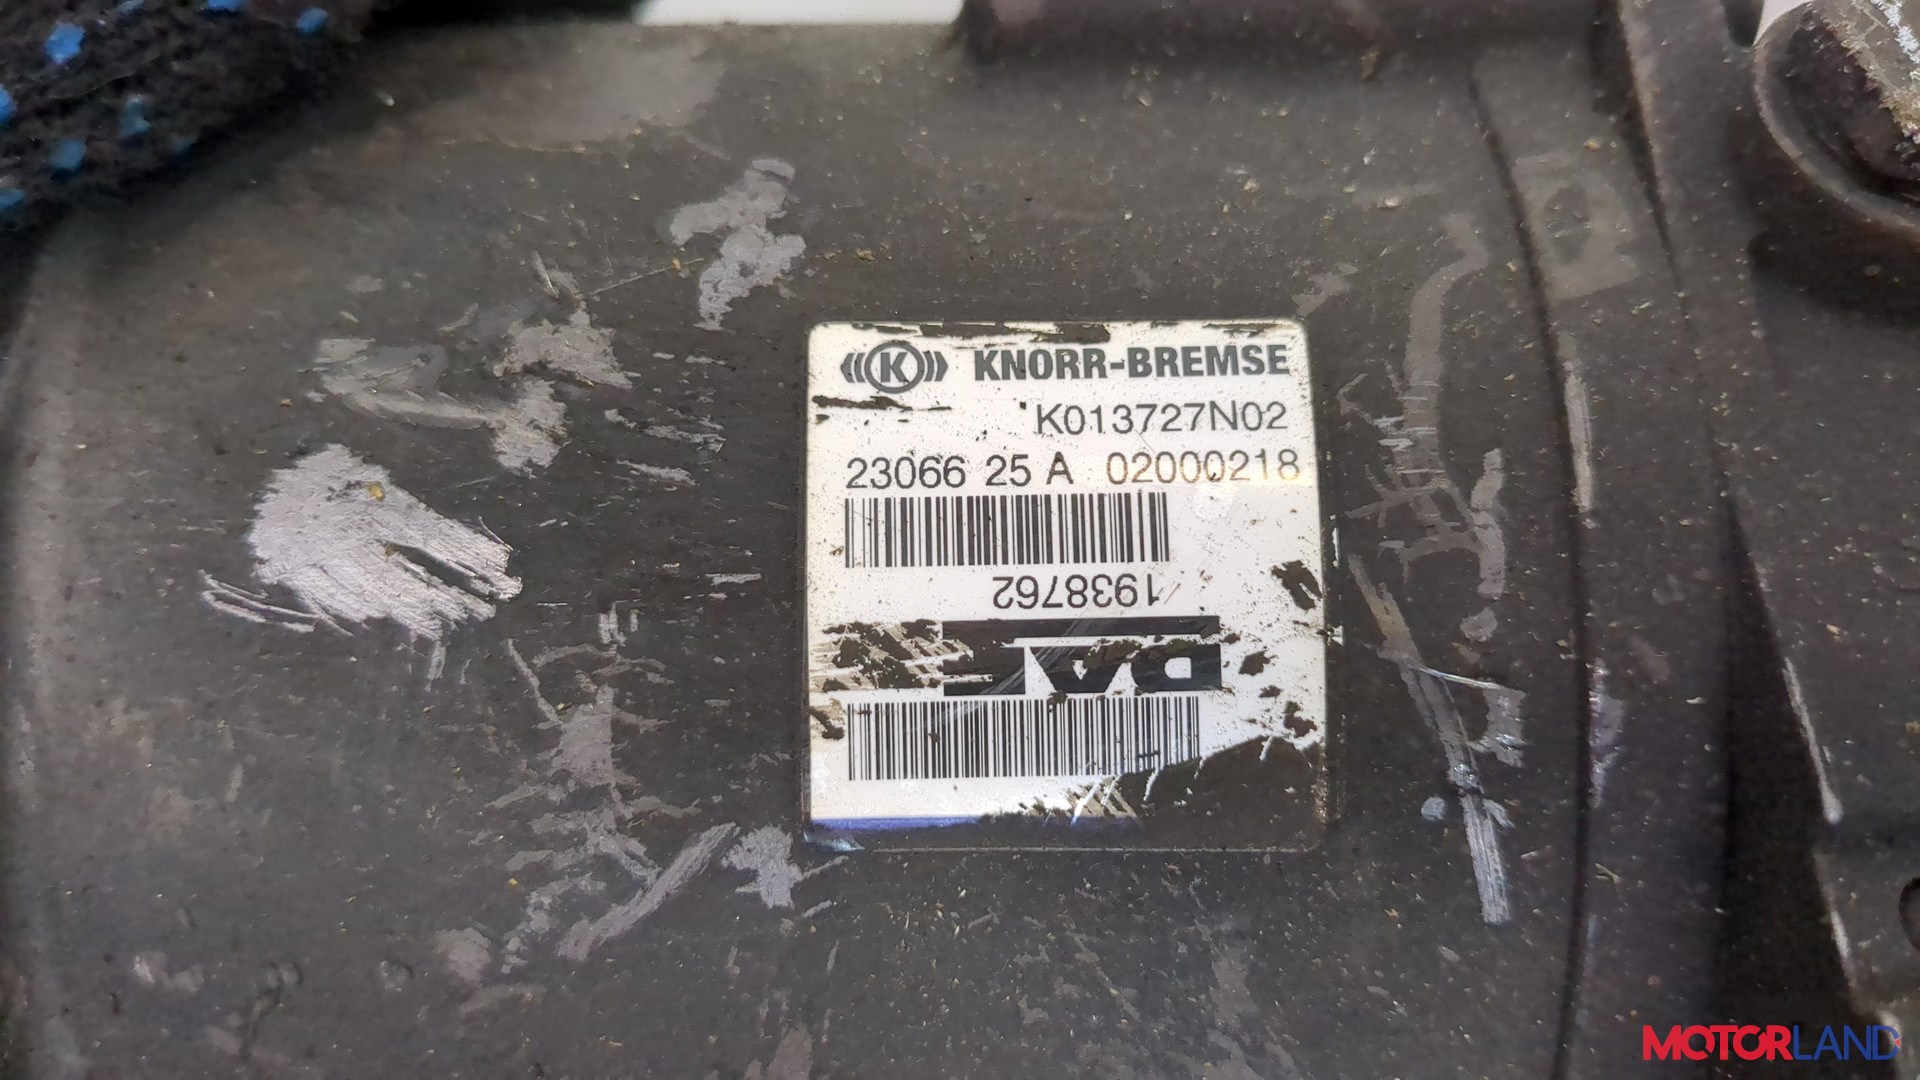 K KNORR-BREMSE
K013727N02
23066 25 A 02000218
1938762
DAF
MOTORLAND